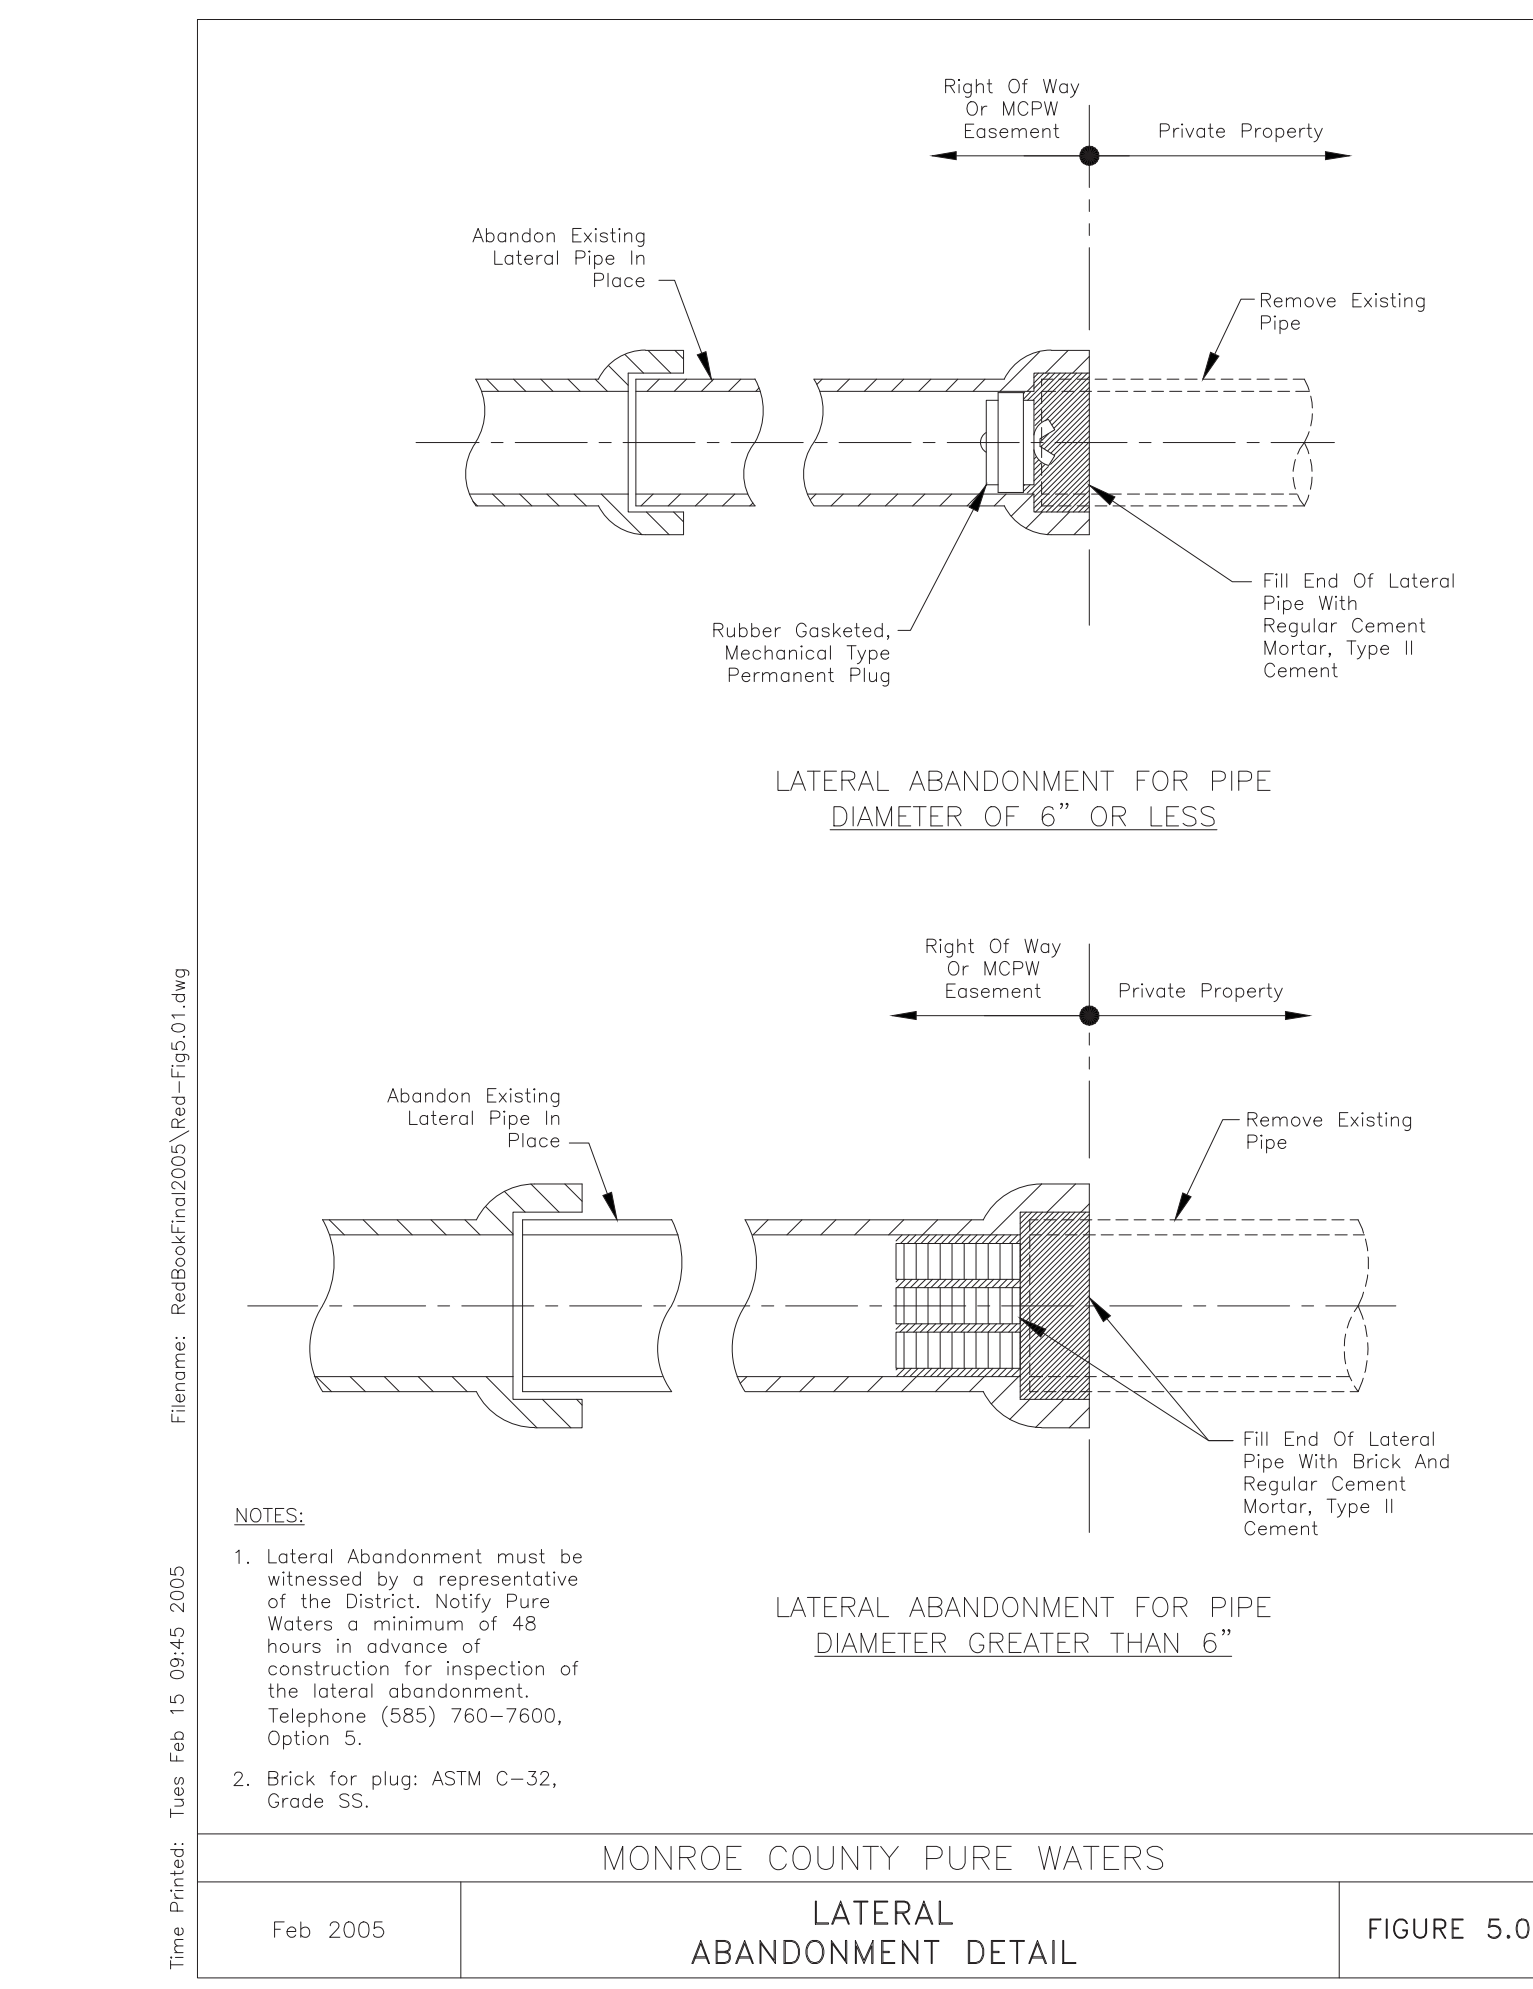 Right Of Way
Or MCPW
Easement
Private Property
Abandon Existing
Lateral Pipe In
Place
Remove Existing
Pipe
Rubber Gasketed,
Mechanical Type
Permanent Plug
Fill End Of Lateral
Pipe With
Regular Cement
Mortar, Type II
Cement
LATERAL ABANDONMENT FOR PIPE
DIAMETER OF 6” OR LESS
Right Of Way
Or MCPW
Easement
Private Property
Abandon Existing
Lateral Pipe In
Place
Remove Existing
Pipe
Fill End Of Lateral
Pipe With Brick And
Regular Cement
Mortar, Type II
Cement
LATERAL ABANDONMENT FOR PIPE
DIAMETER GREATER THAN 6”
NOTES:
1. Lateral Abandonment must be
witnessed by a representative
of the District. Notify Pure
Waters a minimum of 48
hours in advance of
construction for inspection of
the lateral abandonment.
Telephone (585) 760-7600,
Option 5.
2. Brick for plug: ASTM C-32,
Grade SS.
MONROE COUNTY PURE WATERS
Feb 2005
LATERAL
ABANDONMENT DETAIL
FIGURE 5.0
Time Printed: Tues Feb 15 09:45 2005
Filename: RedBookFinal2005\Red-Fig5.01.dwg